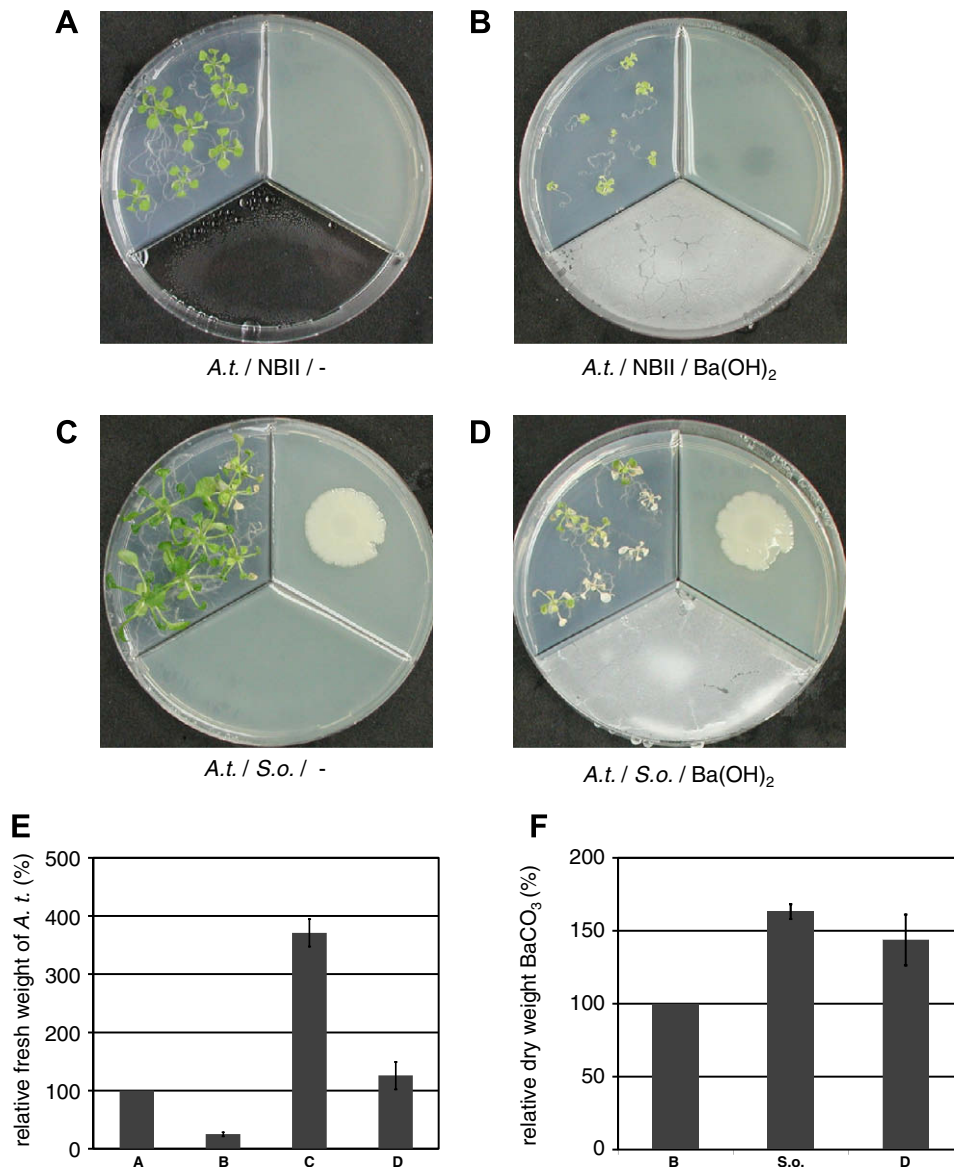 A
B
A.t. / NBII / -
A.t. / NBII / Ba(OH)2
C
D
A.t. / S.o. / -
A.t. / S.o. / Ba(OH)2
E
relative fresh weight of A. t. (%)
500
400
300
200
100
0
A B C D
F
relative dry weight BaCO3 (%)
200
150
100
50
0
B S.o. D